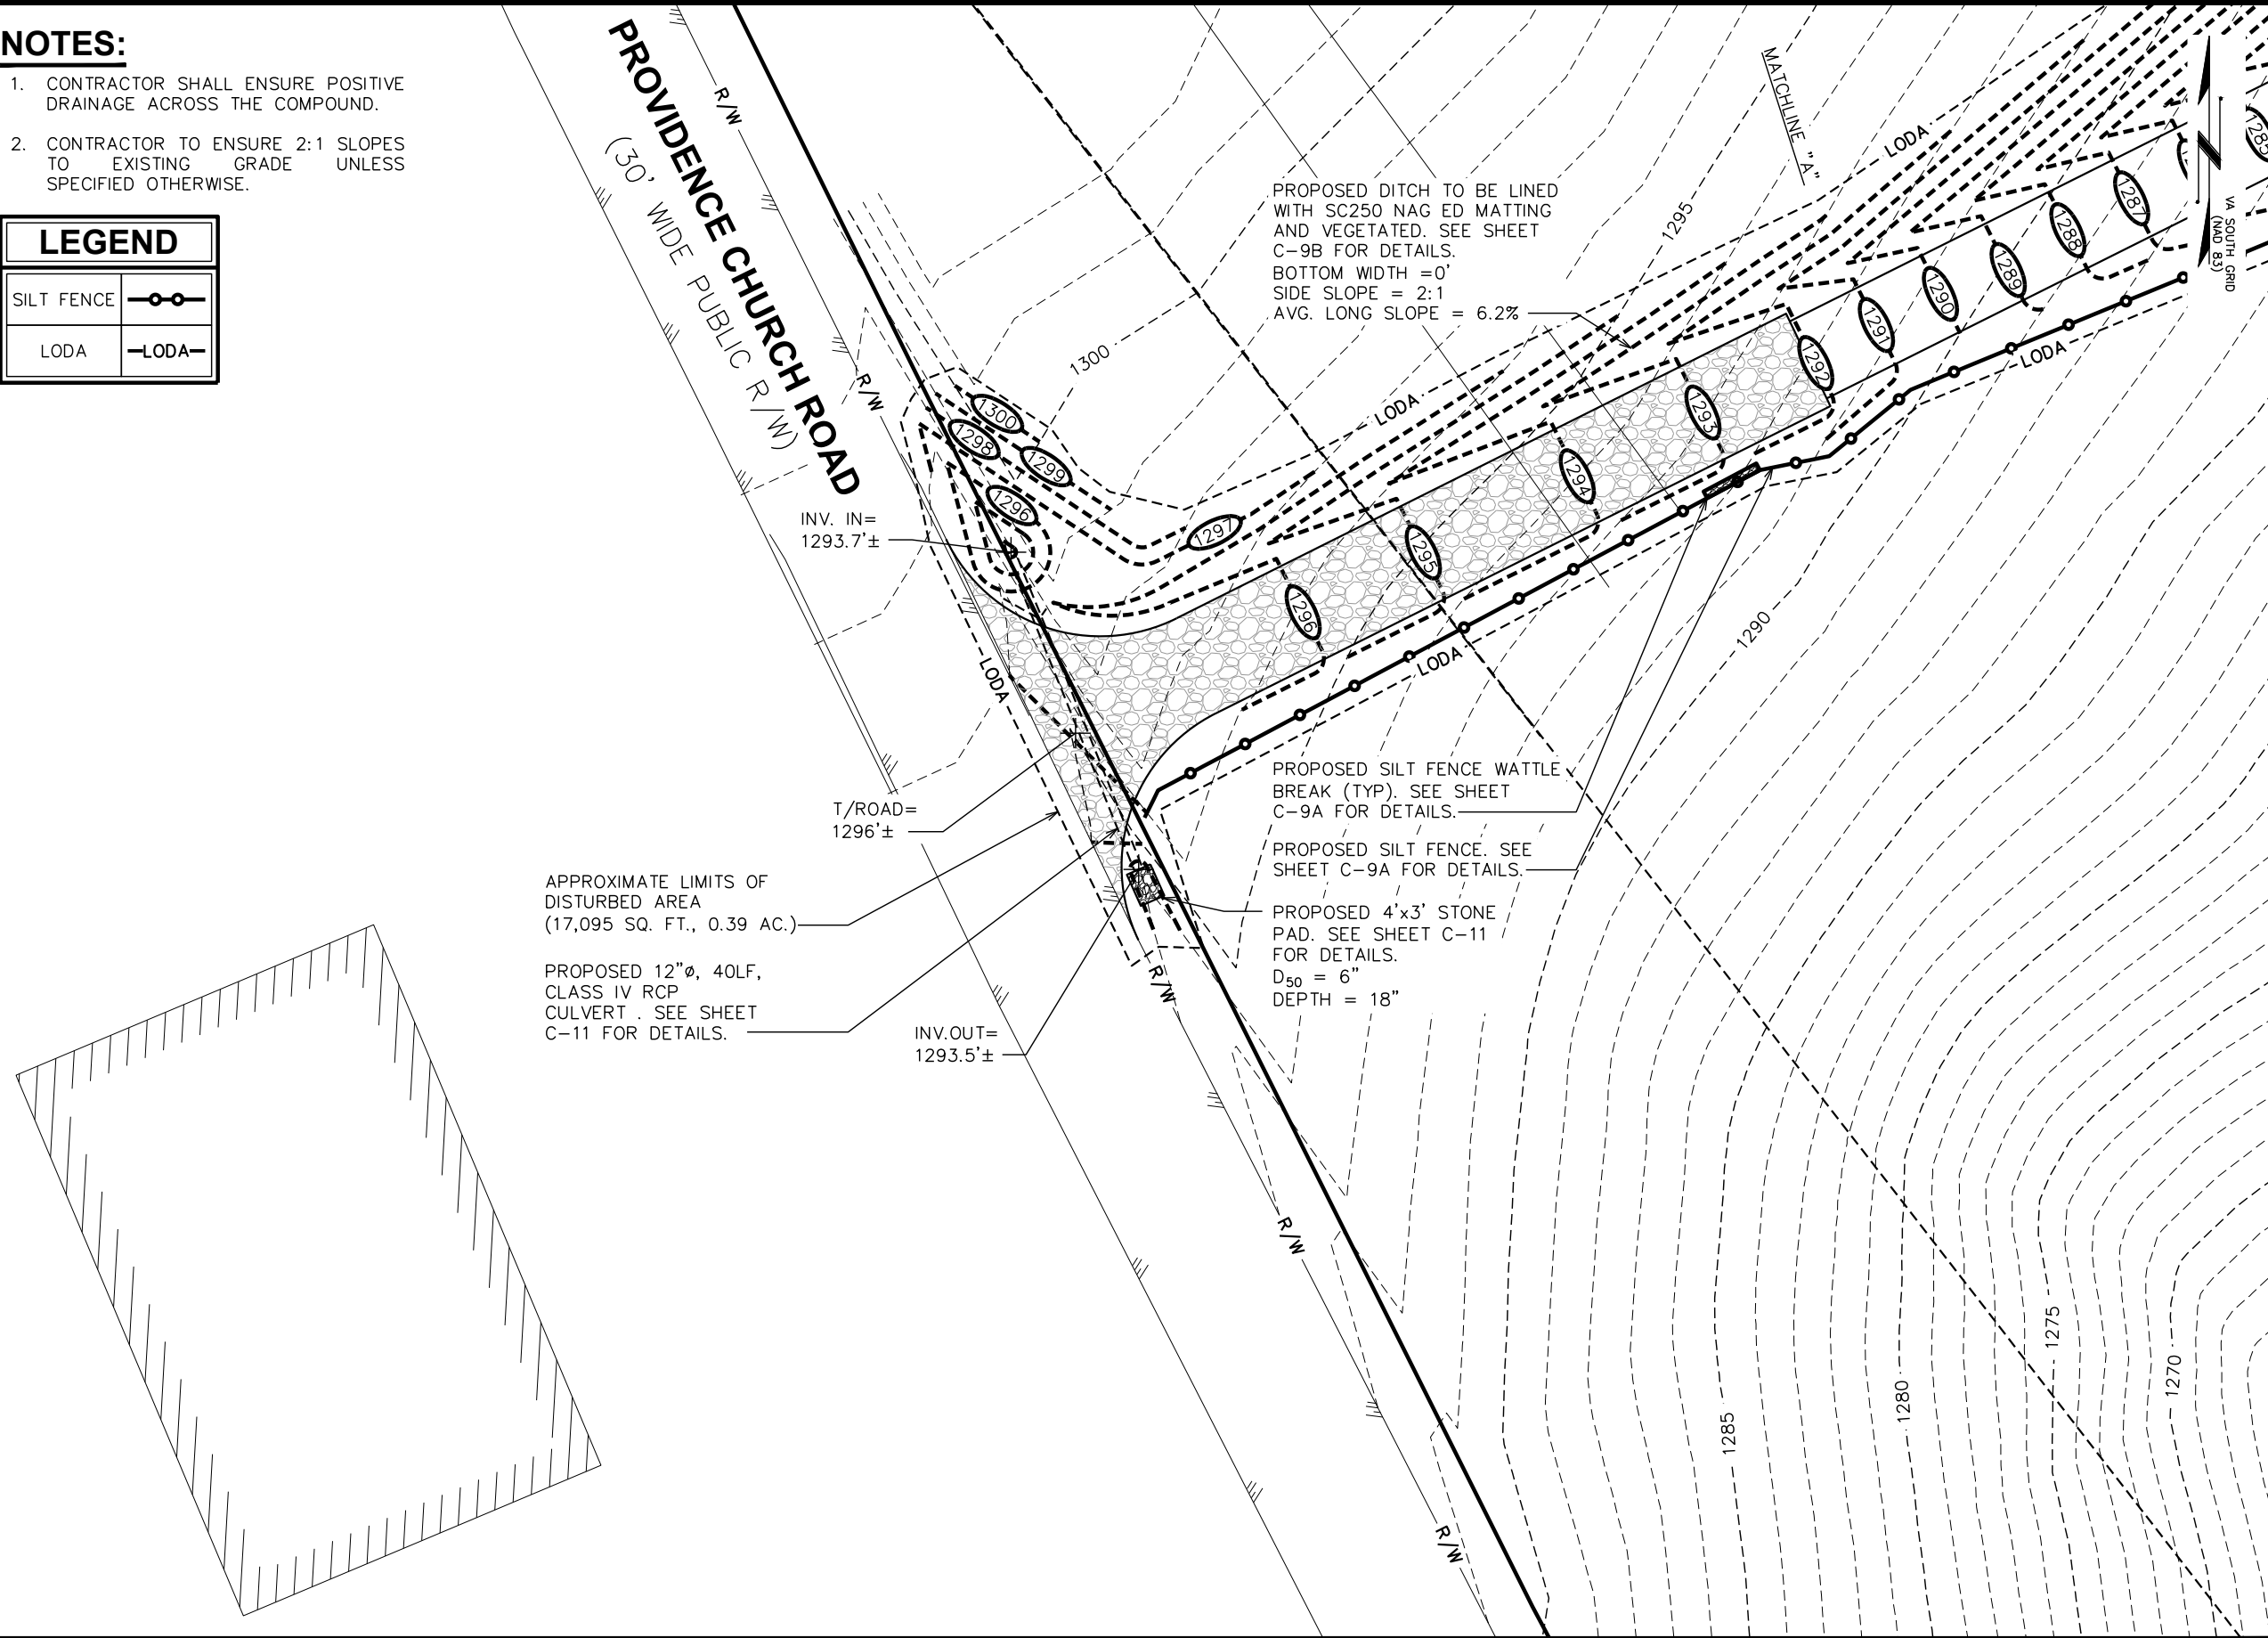 NOTES:
1. CONTRACTOR SHALL ENSURE POSITIVE
DRAINAGE ACROSS THE COMPOUND.
2. CONTRACTOR TO ENSURE 2:1 SLOPES
TO EXISTING GRADE UNLESS
SPECIFIED OTHERWISE.
LEGEND
SILT FENCE
LODA
-LODA-
PROVIDENCE CHURCH ROAD
(30' WIDE PUBLIC R/W)
R/W
R/W
MATCHLINE "A"
LODA
VA SOUTH GRID
(NAD 83)
N
1285
1287
1288
1289
1290
1291
1292
1293
1294
1295
1296
1295
PROPOSED DITCH TO BE LINED
WITH SC250 NAG ED MATTING
AND VEGETATED. SEE SHEET
C-9B FOR DETAILS.
BOTTOM WIDTH =0'
SIDE SLOPE = 2:1
AVG. LONG SLOPE = 6.2%
1300
LODA
LODA
1300
1298
1299
1296
1297
INV. IN=
1293.7'±
LODA
LODA
1290
T/ROAD=
1296'±
PROPOSED SILT FENCE WATTLE
BREAK (TYP). SEE SHEET
C-9A FOR DETAILS.
PROPOSED SILT FENCE. SEE
SHEET C-9A FOR DETAILS.
APPROXIMATE LIMITS OF
DISTURBED AREA
(17,095 SQ. FT., 0.39 AC.)
PROPOSED 4'x3' STONE
PAD. SEE SHEET C-11
FOR DETAILS.
D50 = 6"
DEPTH = 18"
PROPOSED 12"ø, 40LF,
CLASS IV RCP
CULVERT . SEE SHEET
C-11 FOR DETAILS.
INV.OUT=
1293.5'±
R/W
R/W
R/W
1285
1280
1275
1270